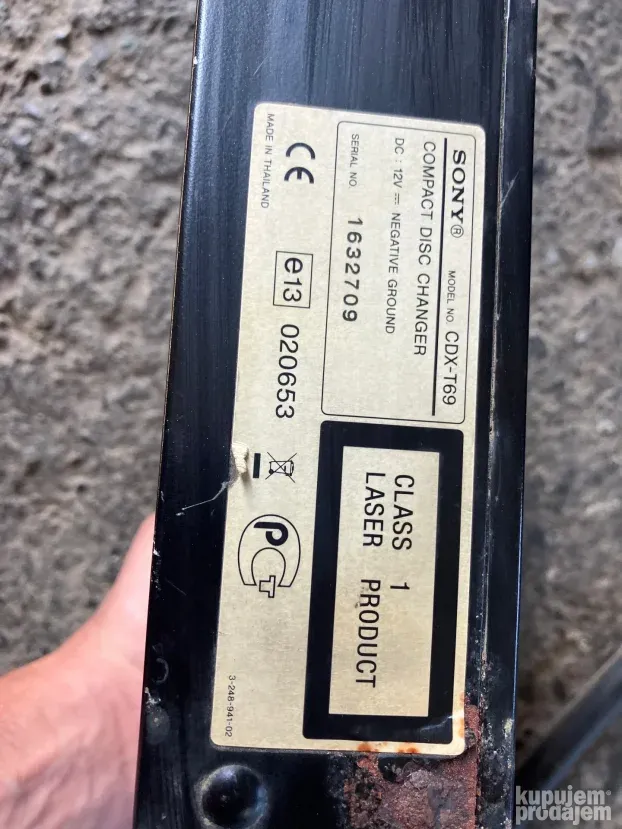 SONY® MODEL NO. CDX-T69
COMPACT DISC CHANGER
DC : 12V ⎓ NEGATIVE GROUND
SERIAL NO. 1632709
CE e13 020653
MADE IN THAILAND
CLASS 1
LASER PRODUCT
PCT
3-248-941-02
kupujem
prodajem